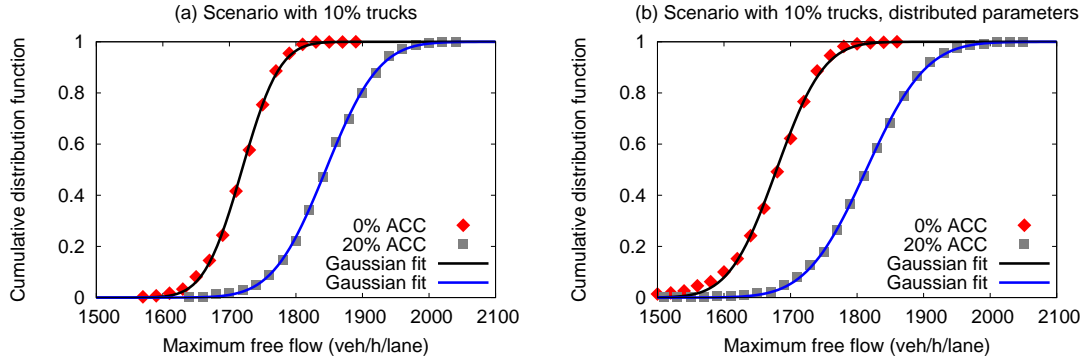 (a) Scenario with 10% trucks
Cumulative distribution function
1
0.8
0.6
0.4
0.2
0
0% ACC
20% ACC
Gaussian fit
Gaussian fit
1500 1600 1700 1800 1900 2000 2100
Maximum free flow (veh/h/lane)
(b) Scenario with 10% trucks, distributed parameters
Cumulative distribution function
1
0.8
0.6
0.4
0.2
0
0% ACC
20% ACC
Gaussian fit
Gaussian fit
1500 1600 1700 1800 1900 2000 2100
Maximum free flow (veh/h/lane)